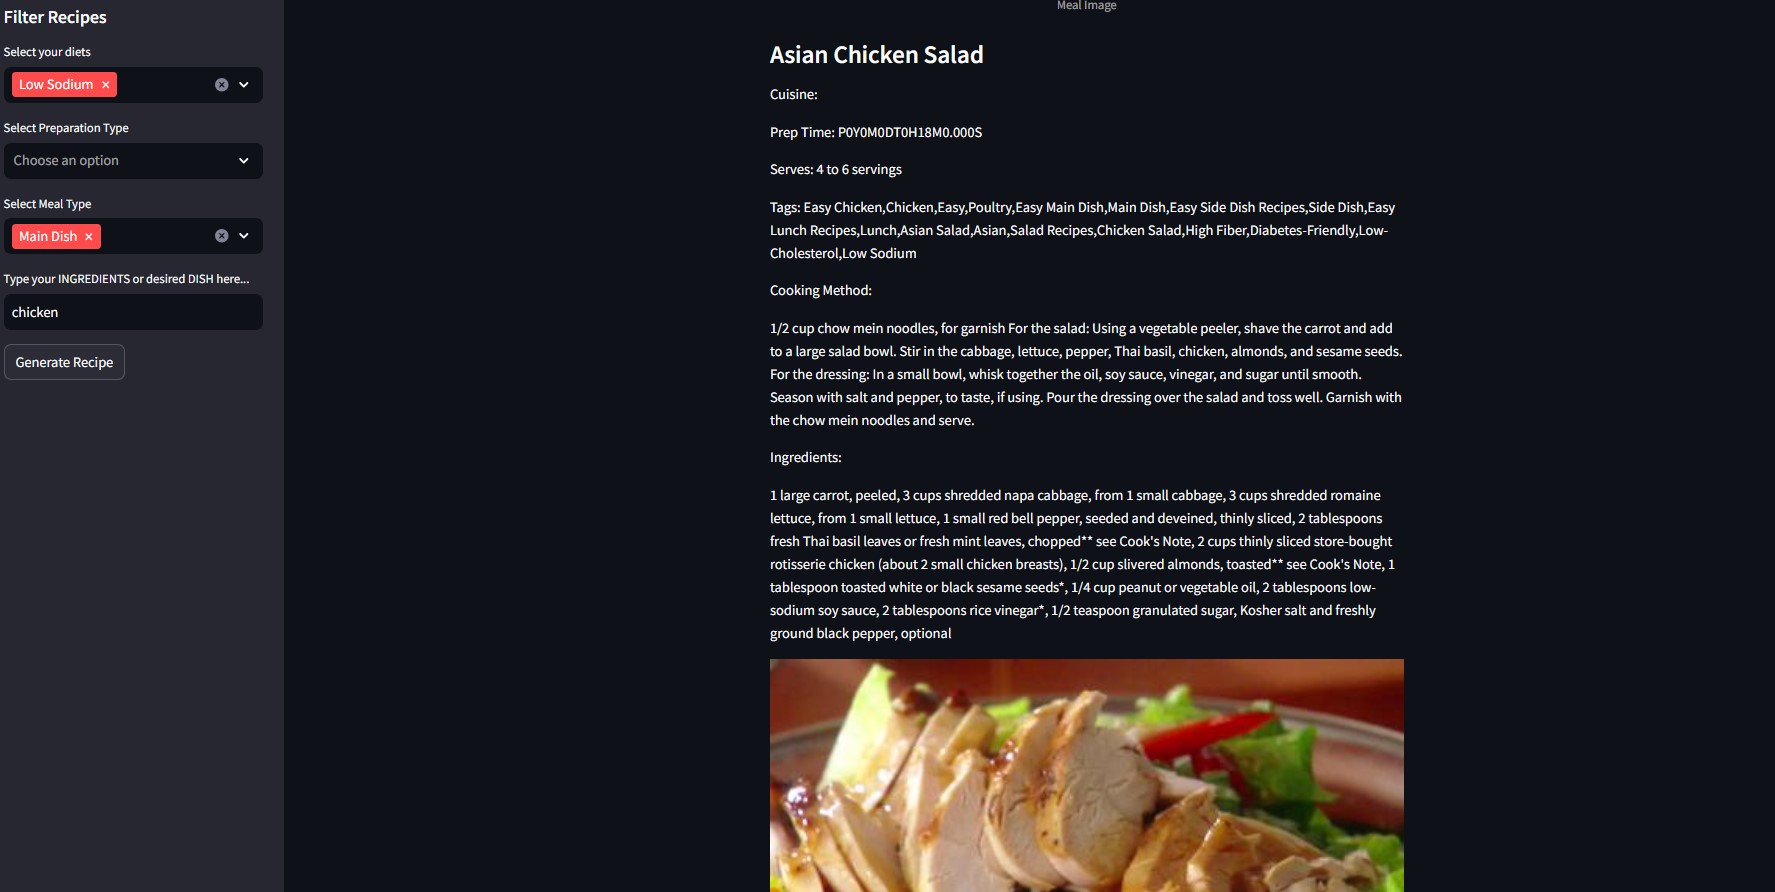 Filter Recipes
Select your diets
Low Sodium ×
Select Preparation Type
Choose an option
Select Meal Type
Main Dish ×
Type your INGREDIENTS or desired DISH here...
chicken
Generate Recipe
Meal Image
Asian Chicken Salad
Cuisine:
Prep Time: P0Y0M0DT0H18M0.000S
Serves: 4 to 6 servings
Tags: Easy Chicken,Chicken,Easy,Poultry,Easy Main Dish,Main Dish,Easy Side Dish Recipes,Side Dish,Easy
Lunch Recipes,Lunch,Asian Salad,Asian,Salad Recipes,Chicken Salad,High Fiber,Diabetes-Friendly,Low-
Cholesterol,Low Sodium
Cooking Method:
1/2 cup chow mein noodles, for garnish For the salad: Using a vegetable peeler, shave the carrot and add
to a large salad bowl. Stir in the cabbage, lettuce, pepper, Thai basil, chicken, almonds, and sesame seeds.
For the dressing: In a small bowl, whisk together the oil, soy sauce, vinegar, and sugar until smooth.
Season with salt and pepper, to taste, if using. Pour the dressing over the salad and toss well. Garnish with
the chow mein noodles and serve.
Ingredients:
1 large carrot, peeled, 3 cups shredded napa cabbage, from 1 small cabbage, 3 cups shredded romaine
lettuce, from 1 small lettuce, 1 small red bell pepper, seeded and deveined, thinly sliced, 2 tablespoons
fresh Thai basil leaves or fresh mint leaves, chopped** see Cook's Note, 2 cups thinly sliced store-bought
rotisserie chicken (about 2 small chicken breasts), 1/2 cup slivered almonds, toasted** see Cook's Note, 1
tablespoon toasted white or black sesame seeds*, 1/4 cup peanut or vegetable oil, 2 tablespoons low-
sodium soy sauce, 2 tablespoons rice vinegar*, 1/2 teaspoon granulated sugar, Kosher salt and freshly
ground black pepper, optional